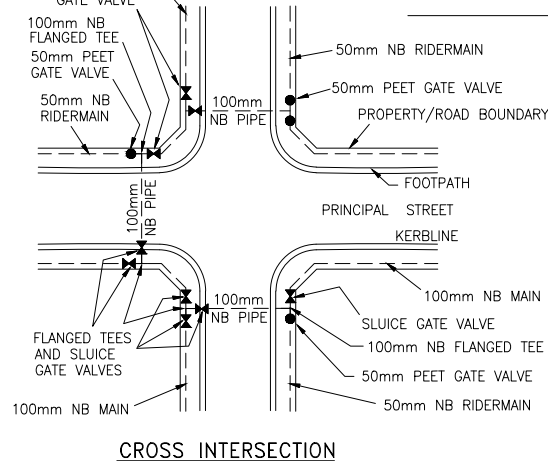 GATE VALVE
100mm NB
FLANGED TEE
50mm PEET
GATE VALVE
50mm NB
RIDERMAIN
100mm
NB PIPE
50mm NB RIDERMAIN
50mm PEET GATE VALVE
PROPERTY/ROAD BOUNDARY
FOOTPATH
PRINCIPAL STREET
KERBLINE
100mm
NB PIPE
100mm
NB PIPE
100mm NB MAIN
SLUICE GATE VALVE
100mm NB FLANGED TEE
50mm PEET GATE VALVE
50mm NB RIDERMAIN
FLANGED TEES
AND SLUICE
GATE VALVES
100mm NB MAIN
CROSS INTERSECTION